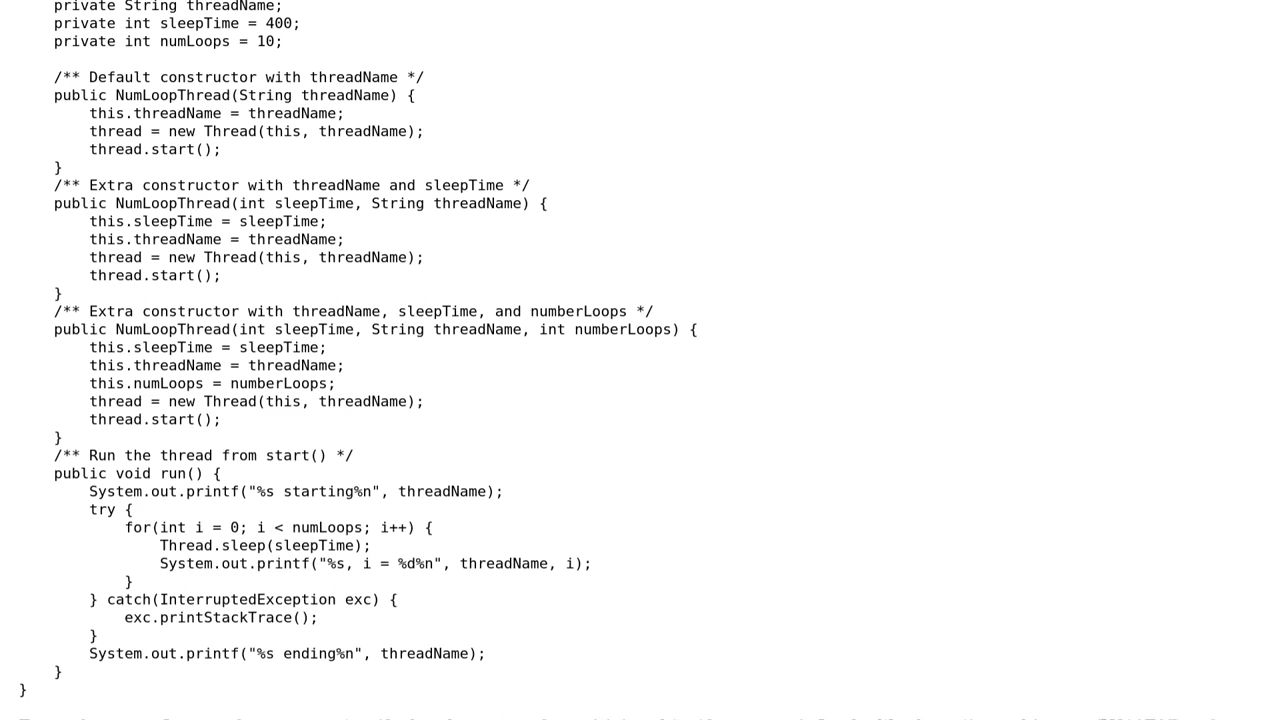 private String threadName;
private int sleepTime = 400;
private int numLoops = 10;
/** Default constructor with threadName */
public NumLoopThread(String threadName) {
this.threadName = threadName;
thread = new Thread(this, threadName);
thread.start();
}
/** Extra constructor with threadName and sleepTime */
public NumLoopThread(int sleepTime, String threadName) {
this.sleepTime = sleepTime;
this.threadName = threadName;
thread = new Thread(this, threadName);
thread.start();
}
/** Extra constructor with threadName, sleepTime, and numberLoops */
public NumLoopThread(int sleepTime, String threadName, int numberLoops) {
this.sleepTime = sleepTime;
this.threadName = threadName;
this.numLoops = numberLoops;
thread = new Thread(this, threadName);
thread.start();
}
/** Run the thread from start() */
public void run() {
System.out.printf("%s starting%n", threadName);
try {
for(int i = 0; i < numLoops; i++) {
Thread.sleep(sleepTime);
System.out.printf("%s, i = %d%n", threadName, i);
}
} catch(InterruptedException exc) {
exc.printStackTrace();
}
System.out.printf("%s ending%n", threadName);
}
}